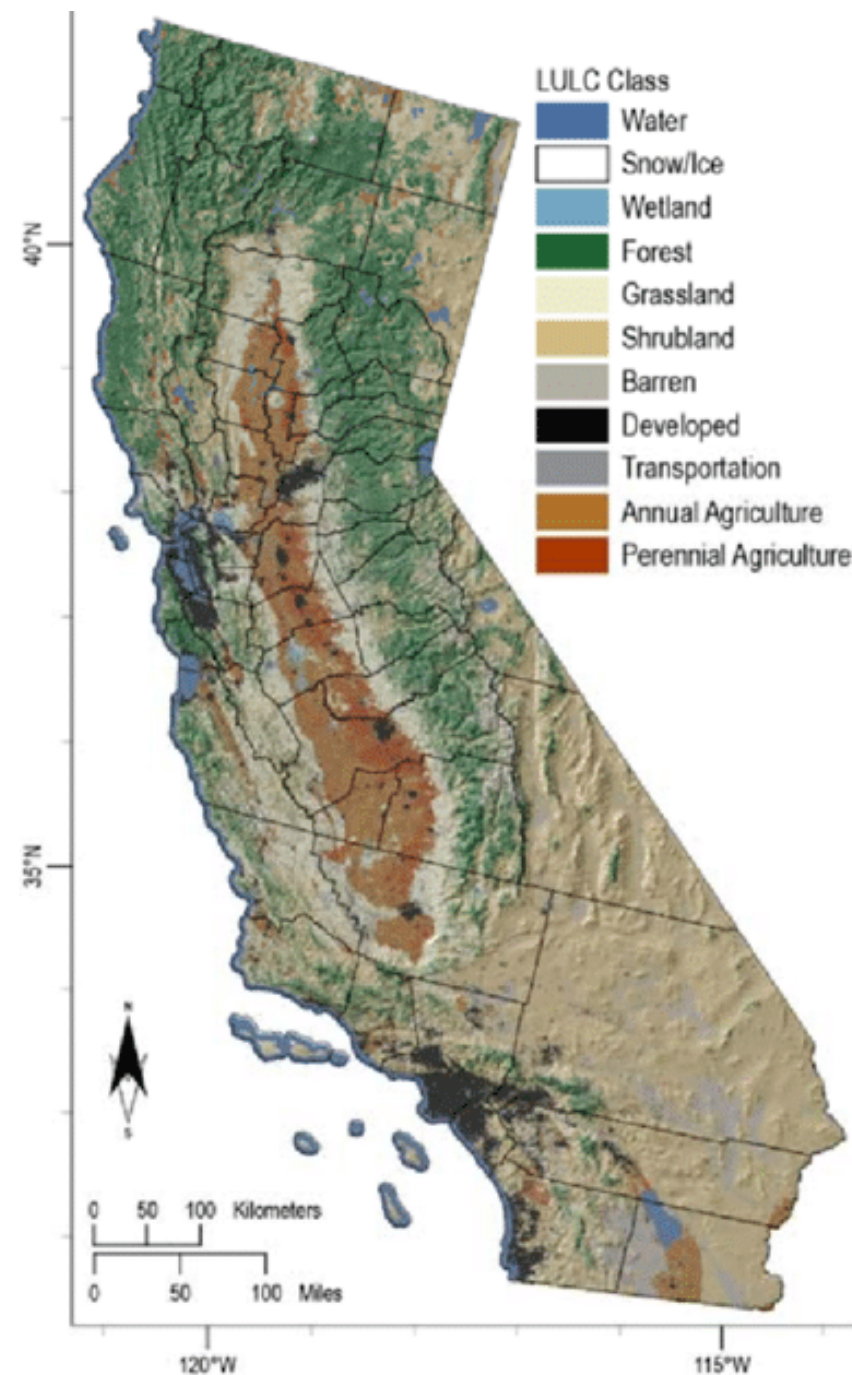 LULC Class
Water
Snow/Ice
Wetland
Forest
Grassland
Shrubland
Barren
Developed
Transportation
Annual Agriculture
Perennial Agriculture
40°N
35°N
N
S
0 50 100 Kilometers
0 50 100 Miles
120°W 115°W